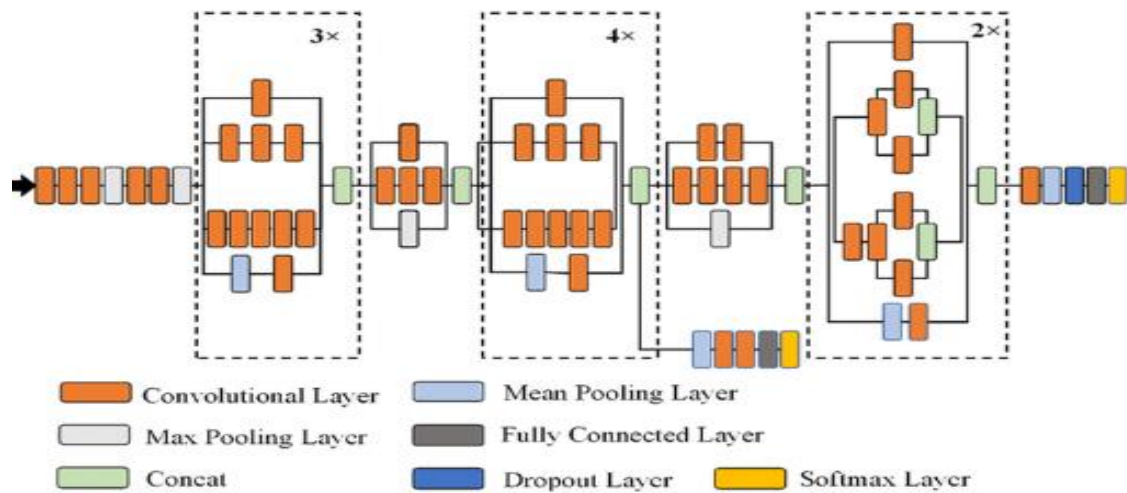 3×
4×
2×
Convolutional Layer
Mean Pooling Layer
Max Pooling Layer
Fully Connected Layer
Concat
Dropout Layer
Softmax Layer